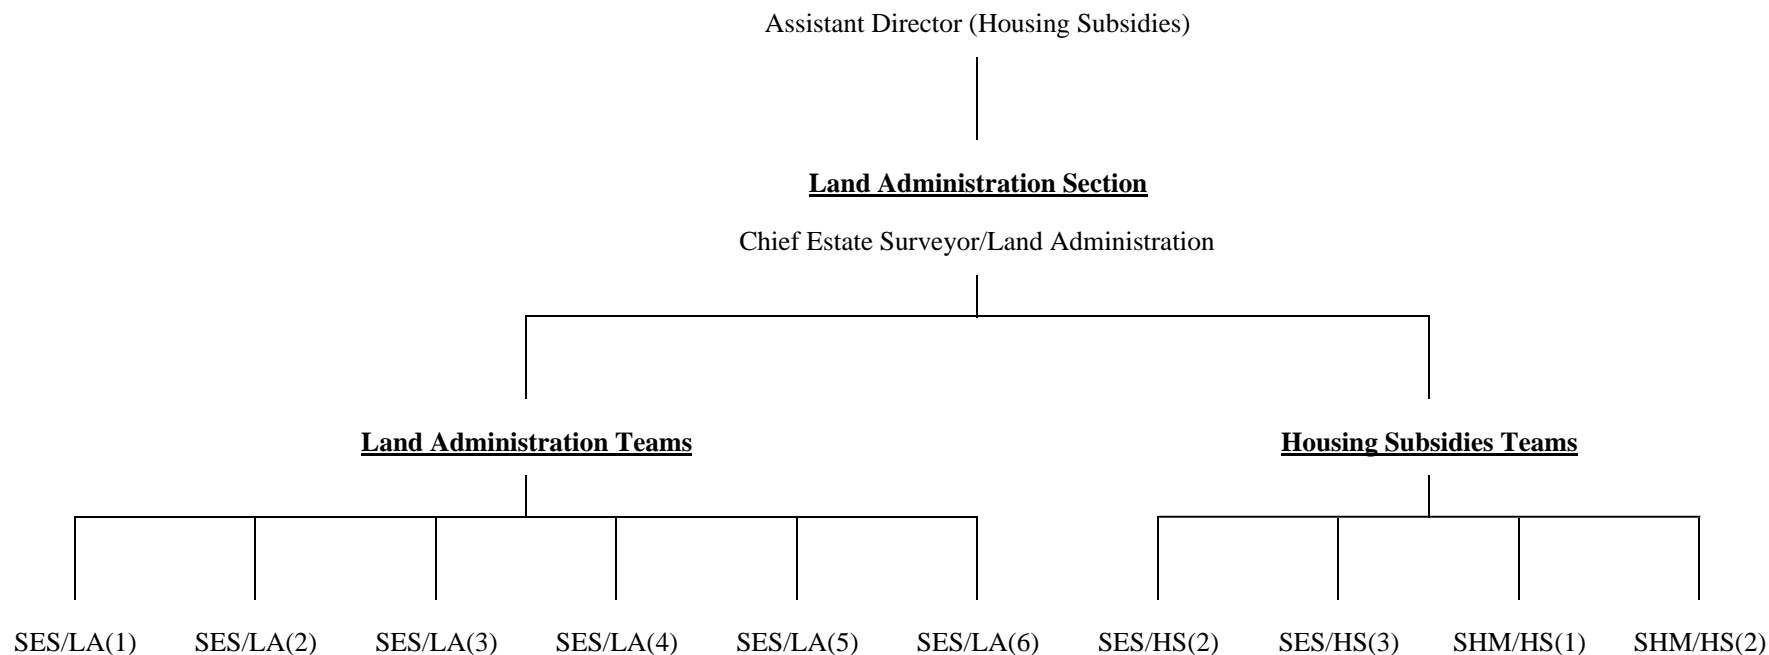 Assistant Director (Housing Subsidies)
Land Administration Section
Chief Estate Surveyor/Land Administration
Land Administration Teams
Housing Subsidies Teams
SES/LA(1)
SES/LA(2)
SES/LA(3)
SES/LA(4)
SES/LA(5)
SES/LA(6)
SES/HS(2)
SES/HS(3)
SHM/HS(1)
SHM/HS(2)